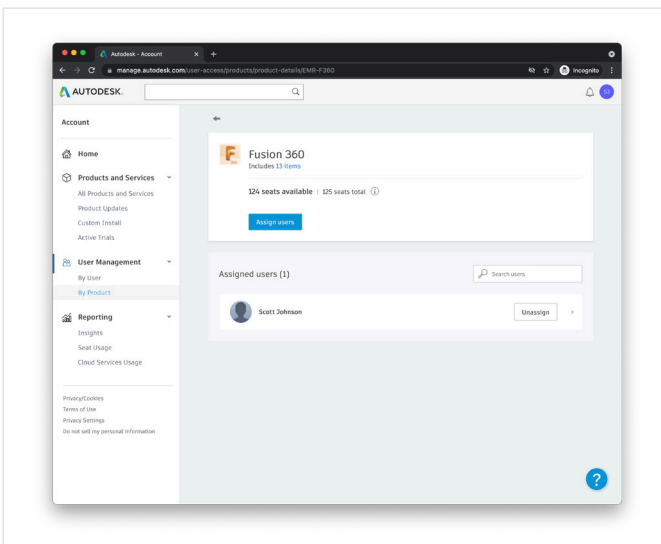 Autodesk - Account
manage.autodesk.com/user-access/products/product-details/EMR-F360
Incognito
AUTODESK.
SJ
Account
Home
Products and Services
All Products and Services
Product Updates
Custom Install
Active Trials
User Management
By User
By Product
Reporting
Insights
Seat Usage
Cloud Services Usage
Privacy/Cookies
Terms of Use
Privacy Settings
Do not sell my personal information
F
Fusion 360
Includes 13 items
124 seats available | 125 seats total
Assign users
Assigned users (1)
Search users
Scott Johnson
Unassign
?